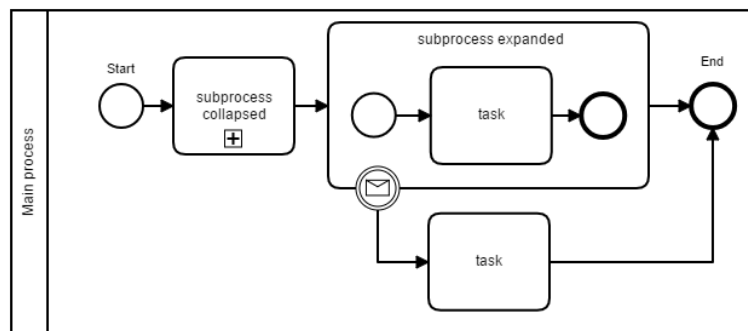 Main process
Start
subprocess
collapsed
subprocess expanded
task
End
task